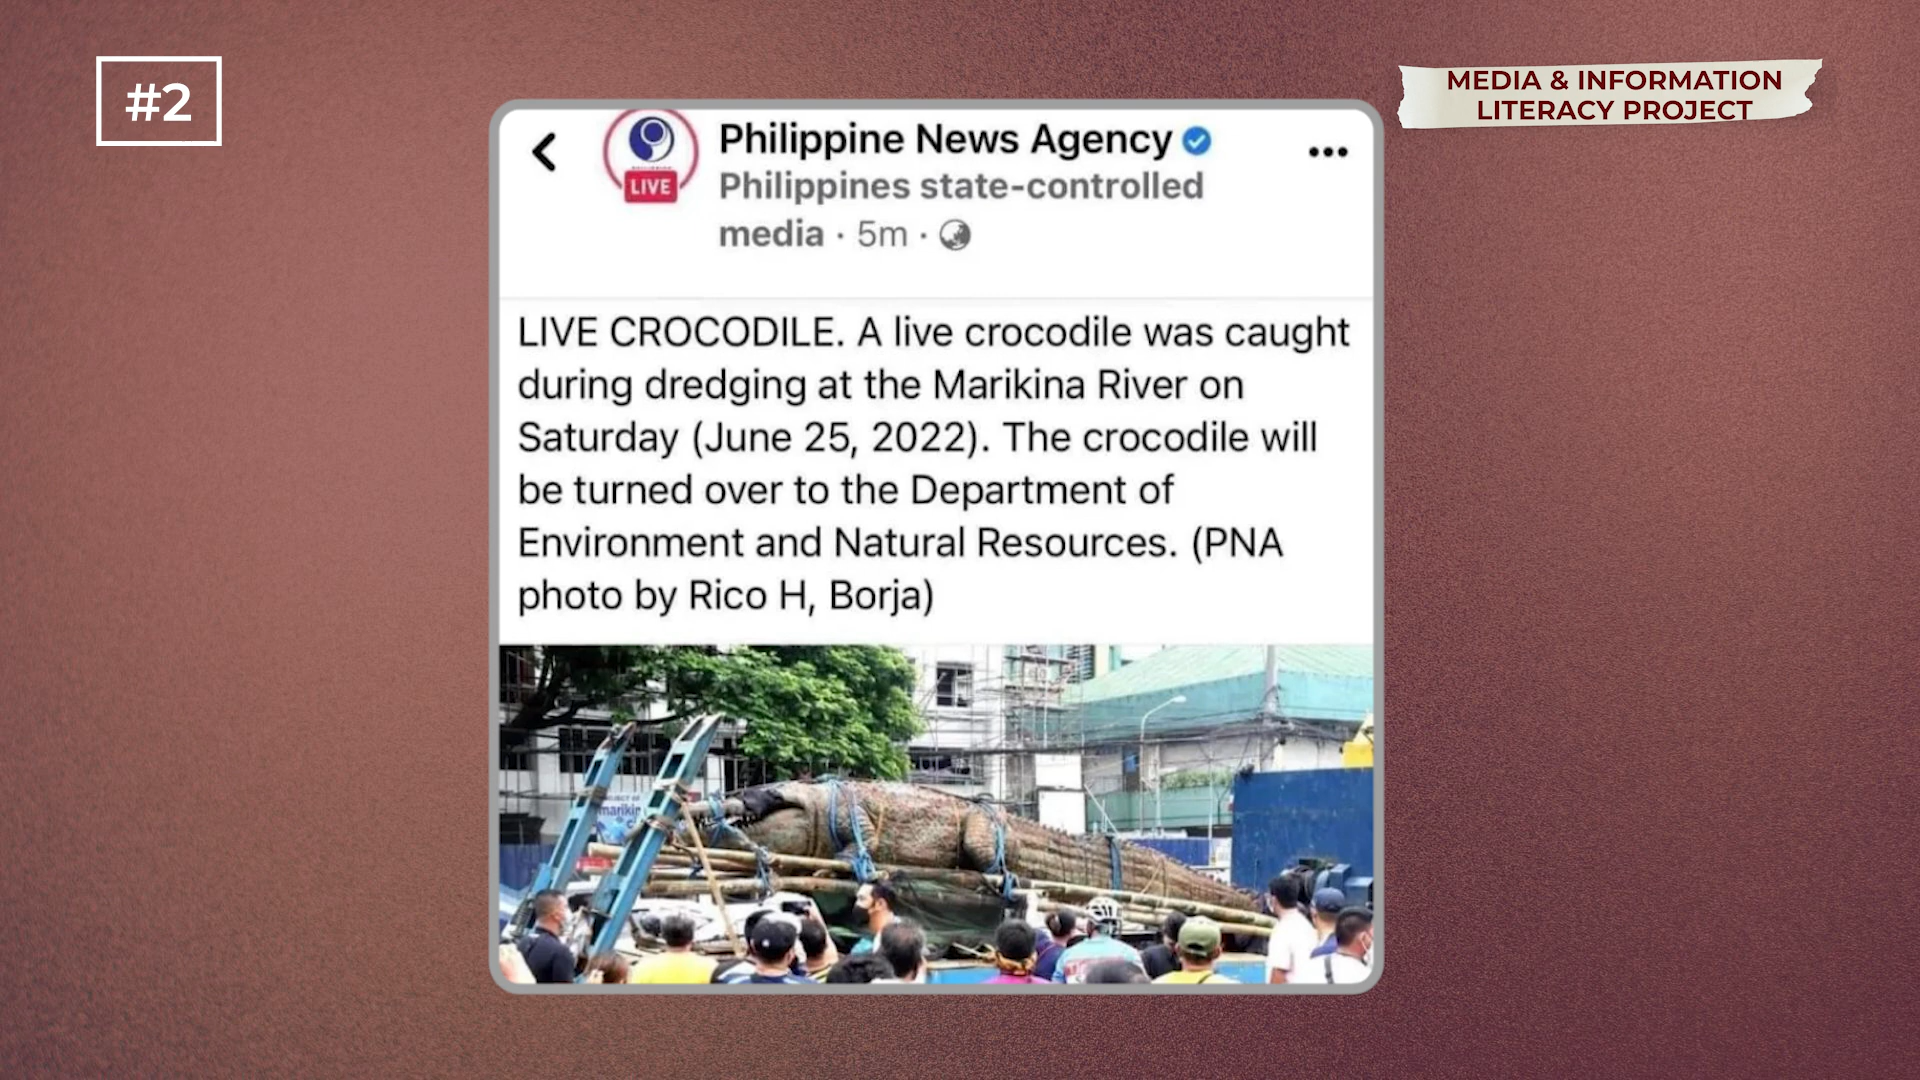 #2
MEDIA & INFORMATION
LITERACY PROJECT
Philippine News Agency
LIVE
Philippines state-controlled
media · 5m ·
LIVE CROCODILE. A live crocodile was caught
during dredging at the Marikina River on
Saturday (June 25, 2022). The crocodile will
be turned over to the Department of
Environment and Natural Resources. (PNA
photo by Rico H, Borja)